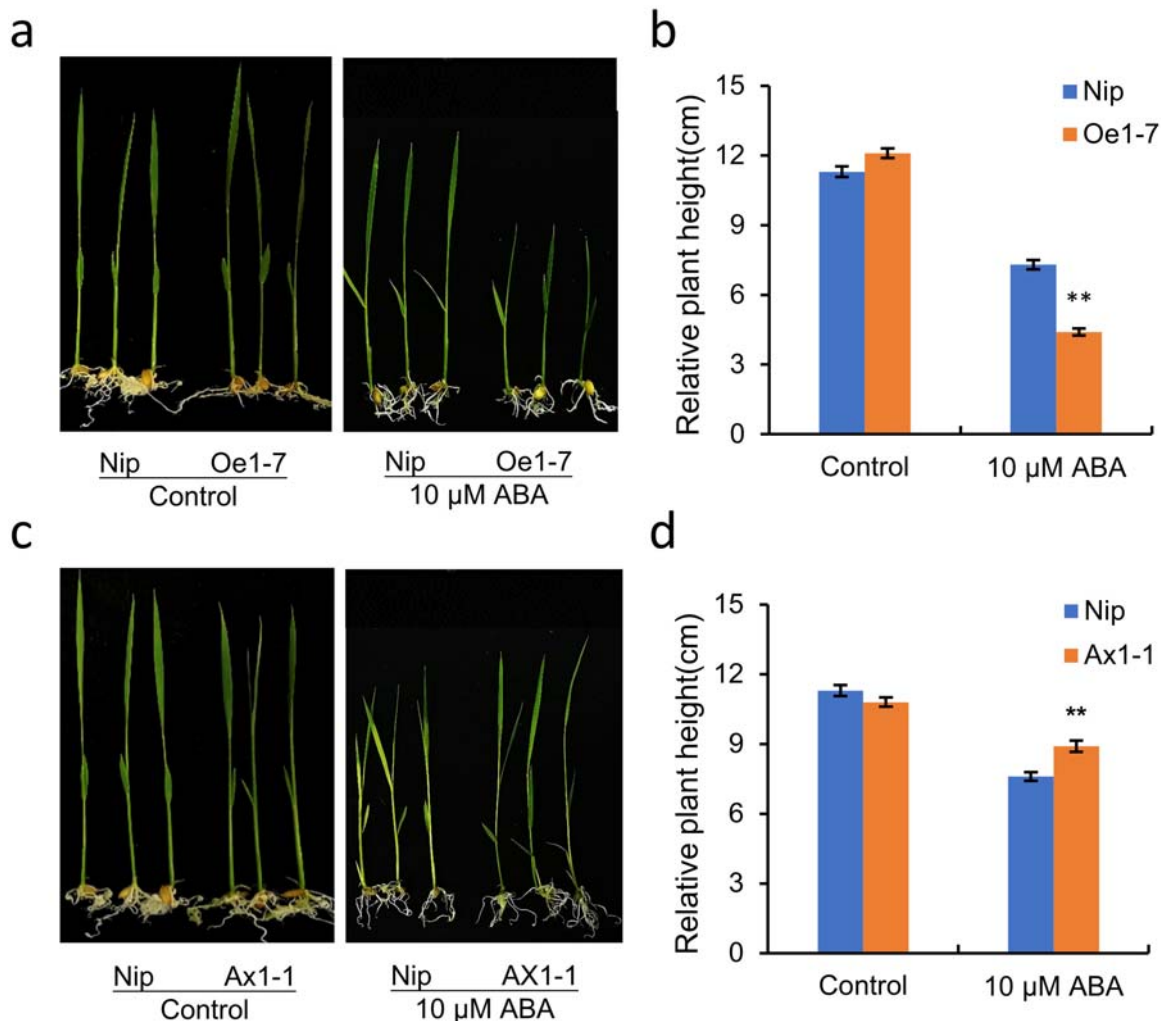 a
Nip Oe1-7
Control
Nip Oe1-7
10 μM ABA
b
Relative plant height(cm)
15
12
9
6
3
0
Nip
Oe1-7
**
Control 10 μM ABA
c
Nip Ax1-1
Control
Nip AX1-1
10 μM ABA
d
Relative plant height(cm)
15
12
9
6
3
0
Nip
Ax1-1
**
Control 10 μM ABA